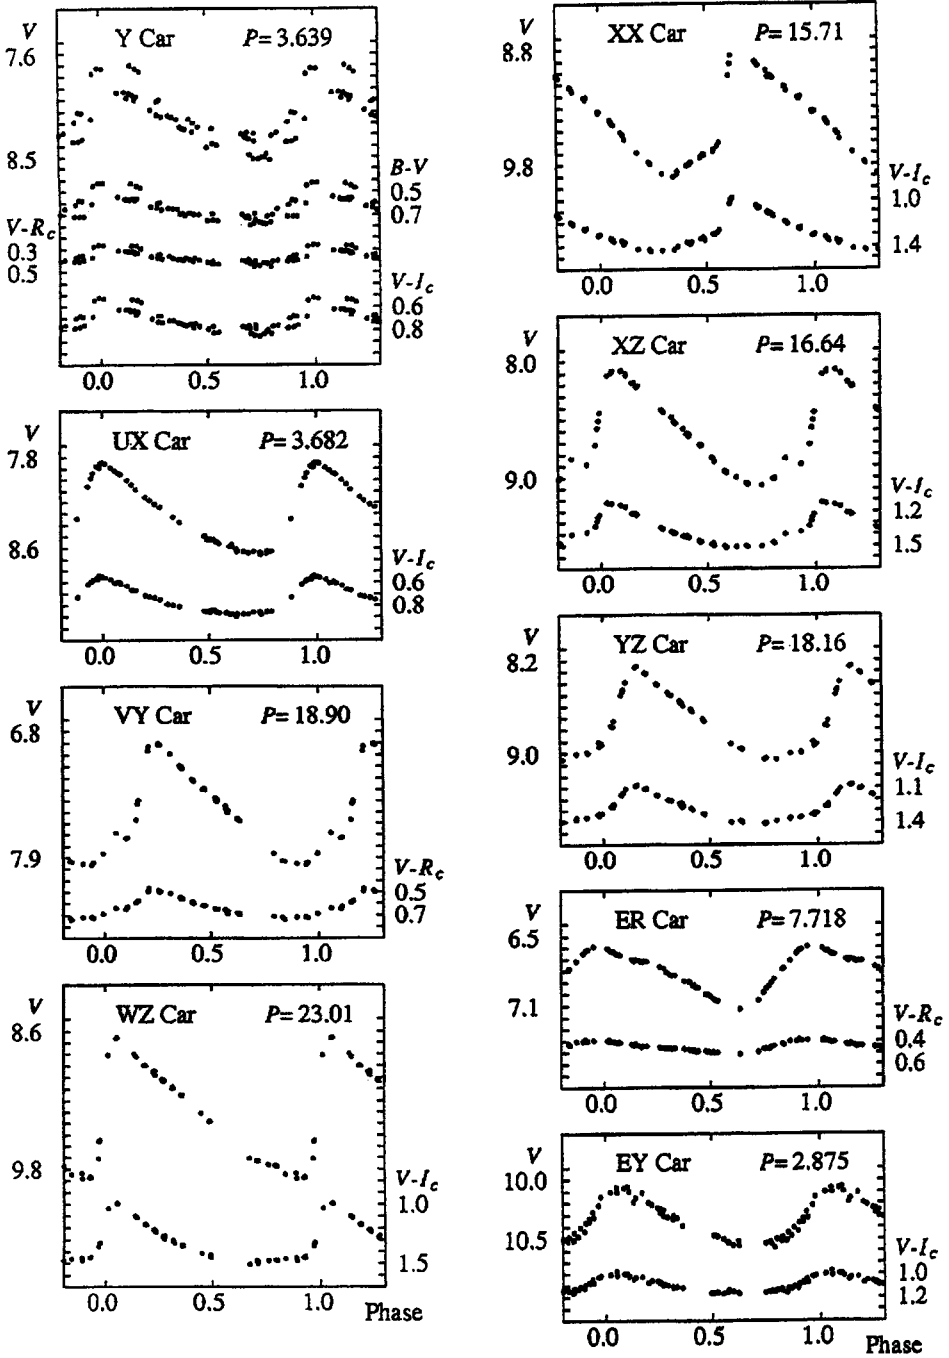 V
Y Car P= 3.639
7.6
8.5
B-V
0.5
0.7
V-Rc
0.3
0.5
V-Ic
0.6
0.8
0.0 0.5 1.0
V
UX Car P= 3.682
7.8
8.6
V-Ic
0.6
0.8
0.0 0.5 1.0
V
VY Car P= 18.90
6.8
7.9
V-Rc
0.5
0.7
0.0 0.5 1.0
V
WZ Car P= 23.01
8.6
9.8
V-Ic
1.0
1.5
0.0 0.5 1.0
Phase
V
XX Car P= 15.71
8.8
9.8
V-Ic
1.0
1.4
0.0 0.5 1.0
V
XZ Car P= 16.64
8.0
9.0
V-Ic
1.2
1.5
0.0 0.5 1.0
V
YZ Car P= 18.16
8.2
9.0
V-Ic
1.1
1.4
0.0 0.5 1.0
V
ER Car P= 7.718
6.5
7.1
V-Rc
0.4
0.6
0.0 0.5 1.0
V
EY Car P= 2.875
10.0
10.5
V-Ic
1.0
1.2
0.0 0.5 1.0
Phase